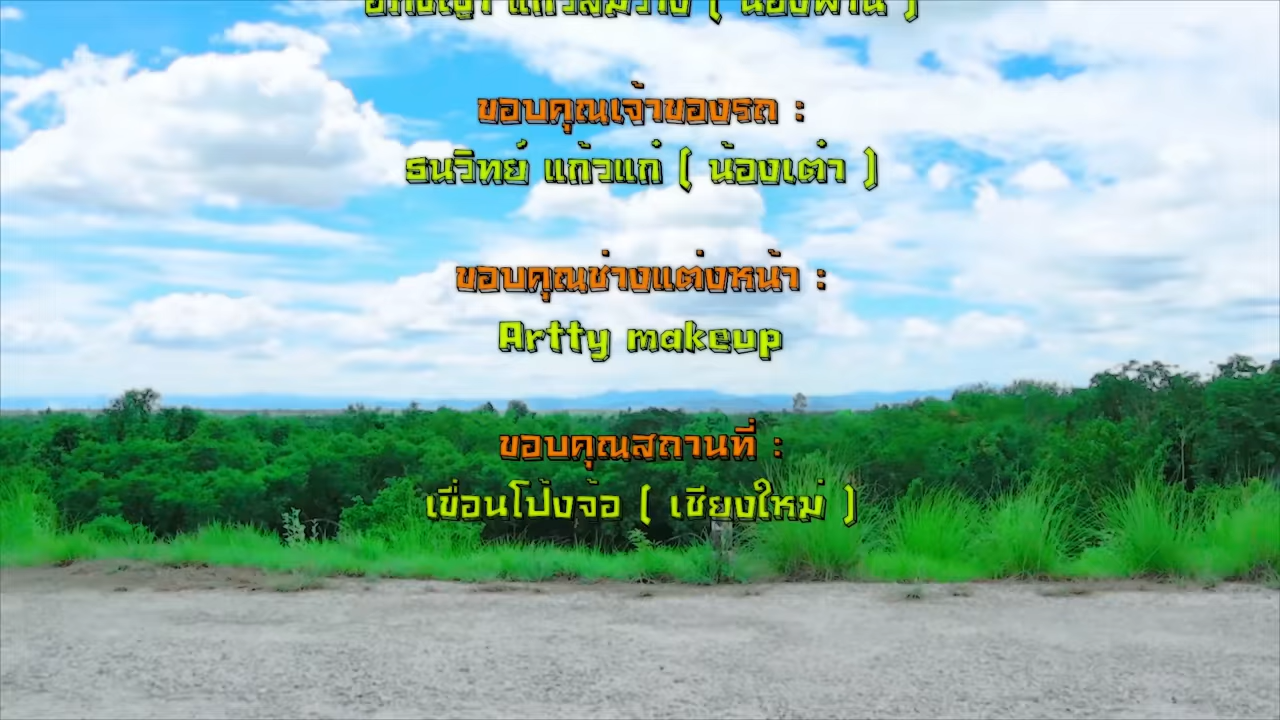 ขอบคุณเจ้าของรถ :
ธนวิทย์ แก้วแก๋ ( น้องเต๋า )
ขอบคุณช่างแต่งหน้า :
Artty makeup
ขอบคุณสถานที่ :
เขื่อนโป้งจ้อ ( เชียงใหม่ )